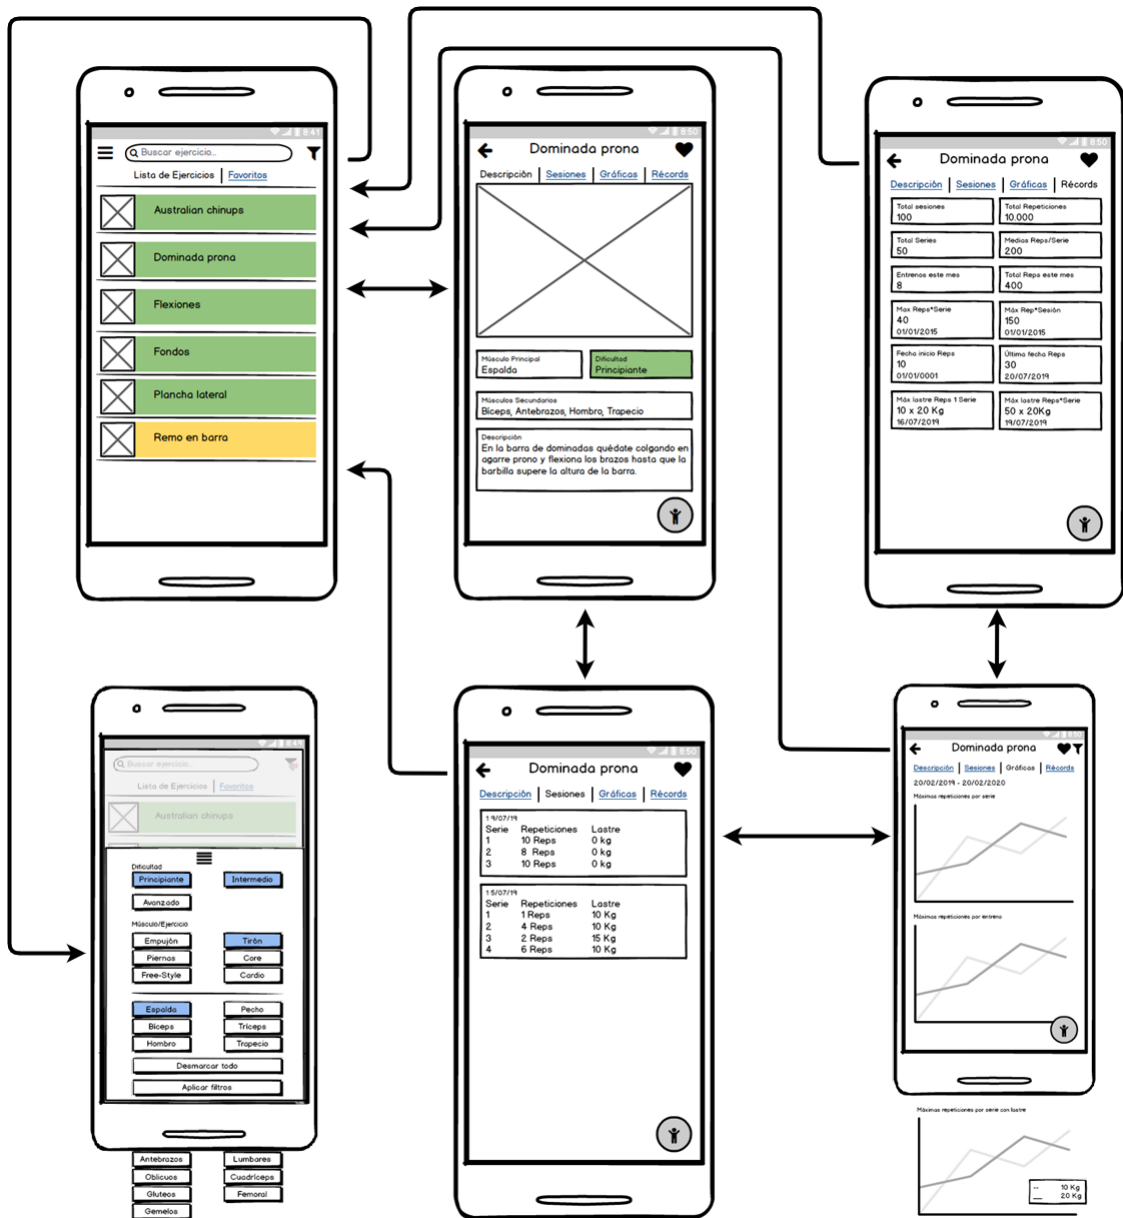 8:41
Buscar ejercicio..
Lista de Ejercicios | Favoritos
Australian chinups
Dominada prona
Flexiones
Fondos
Plancha lateral
Remo en barra
8:50
Dominada prona
Descripción | Sesiones | Gráficas | Récords
Músculo Principal
Espalda
Dificultad
Principiante
Músculos Secundarios
Bíceps, Antebrazos, Hombro, Trapecio
Descripción
En la barra de dominadas quédate colgando en
agarre prono y flexiona los brazos hasta que la
barbilla supere la altura de la barra.
8:50
Dominada prona
Descripción | Sesiones | Gráficas | Récords
Total sesiones
100
Total Repeticiones
10.000
Total Series
50
Medias Reps/Serie
200
Entrenos este mes
8
Total Reps este mes
400
Max Reps*Serie
40
01/01/2015
Máx Rep*Sesión
150
01/01/2015
Fecha inicio Reps
10
01/01/0001
Última fecha Reps
30
20/07/2019
Máx lastre Reps 1 Serie
10 x 20 Kg
16/07/2019
Máx lastre Reps*Serie
50 x 20Kg
19/07/2019
Buscar ejercicio..
Lista de Ejercicios | Favoritos
Australian chinups
Dificultad
Principiante
Intermedio
Avanzado
Músculo/Ejercicio
Empujón
Tirón
Piernas
Core
Free-Style
Cardio
Espalda
Pecho
Bíceps
Tríceps
Hombro
Trapecio
Desmarcar todo
Aplicar filtros
Antebrazos
Lumbares
Oblicuos
Cuadríceps
Gluteos
Femoral
Gemelos
8:50
Dominada prona
Descripción | Sesiones | Gráficas | Récords
19/07/19
Serie Repeticiones Lastre
1 10 Reps 0 kg
2 8 Reps 0 kg
3 10 Reps 0 kg
15/07/19
Serie Repeticiones Lastre
1 1 Reps 10 Kg
2 4 Reps 10 Kg
3 2 Reps 15 Kg
4 6 Reps 10 Kg
Dominada prona
Descripción | Sesiones | Gráficas | Récords
20/02/2019 - 20/02/2020
Máximas repeticiones por serie
Máximas repeticiones por entreno
Máximas repeticiones por serie con lastre
-- 10 Kg
__ 20 Kg